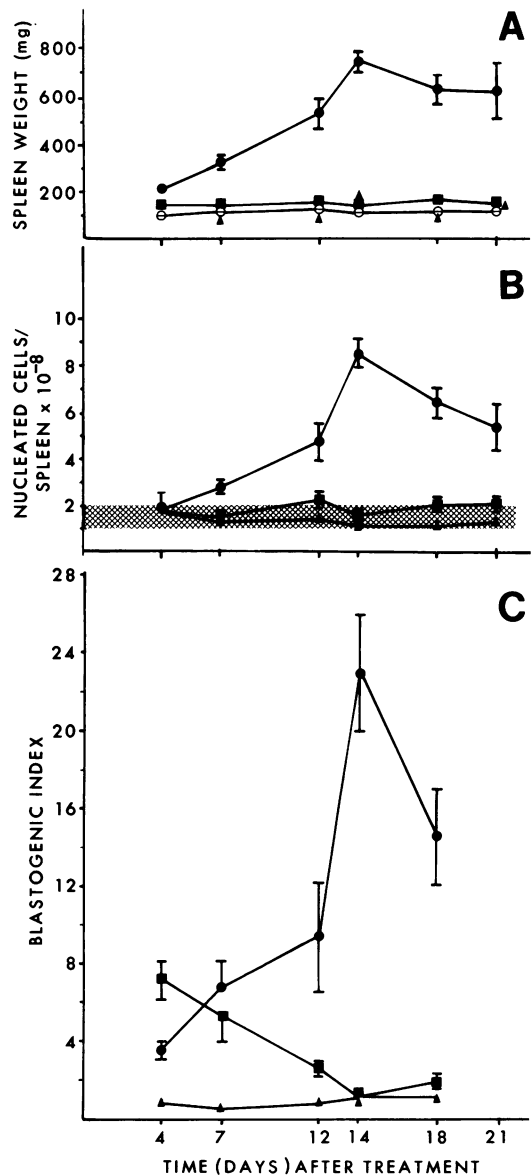 A
SPLEEN WEIGHT (mg)
800
600
400
200
B
NUCLEATED CELLS/
SPLEEN x 10⁻⁸
10
8
6
4
2
C
BLASTOGENIC INDEX
28
24
20
16
12
8
4
4 7 12 14 18 21
TIME (DAYS) AFTER TREATMENT